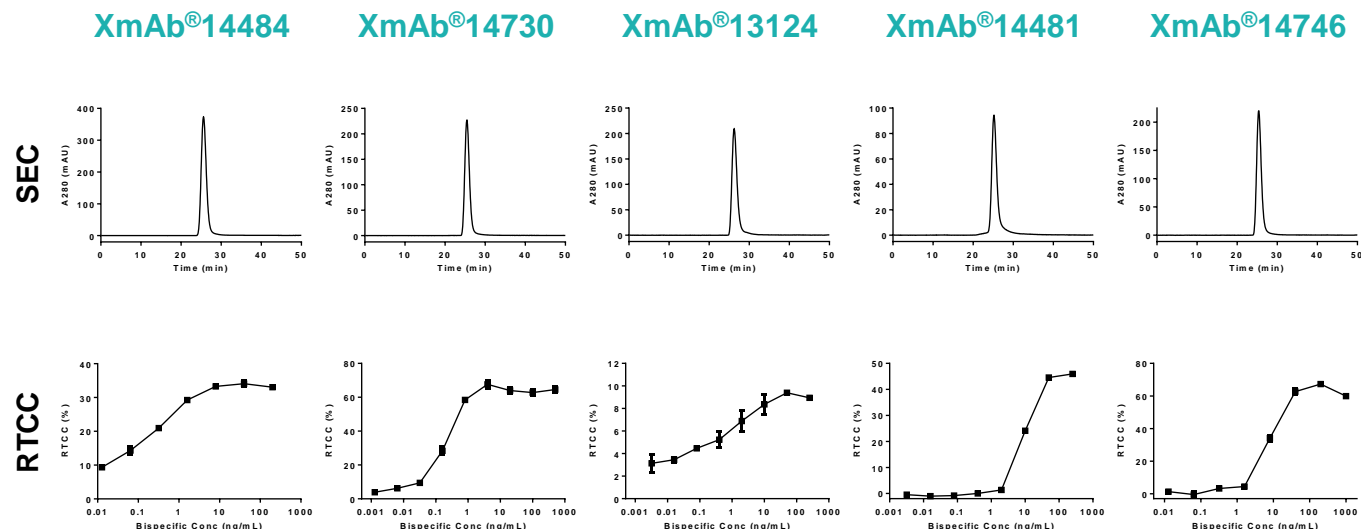 XmAb®14484 XmAb®14730 XmAb®13124 XmAb®14481 XmAb®14746
SEC
A280 (mAU)
400
300
200
100
0
0 10 20 30 40 50
Time (min)
A280 (mAU)
250
200
150
100
50
0
0 10 20 30 40 50
Time (min)
A280 (mAU)
250
200
150
100
50
0
0 10 20 30 40 50
Time (min)
A280 (mAU)
100
80
60
40
20
0
0 10 20 30 40 50
Time (min)
A280 (mAU)
200
150
100
50
0
0 10 20 30 40 50
Time (min)
RTCC
RTCC (%)
40
30
20
10
0
0.01 0.1 1 10 100 1000
Bispecific Conc (ng/mL)
RTCC (%)
80
60
40
20
0
0.001 0.01 0.1 1 10 100 1000
Bispecific Conc (ng/mL)
RTCC (%)
12
10
8
6
4
2
0
0.001 0.01 0.1 1 10 100 1000
Bispecific Conc (ng/mL)
RTCC (%)
50
40
30
20
10
0
0.001 0.01 0.1 1 10 100 1000
Bispecific Conc (ng/mL)
RTCC (%)
80
60
40
20
0
0.01 0.1 1 10 100 1000
Bispecific Conc (ng/mL)